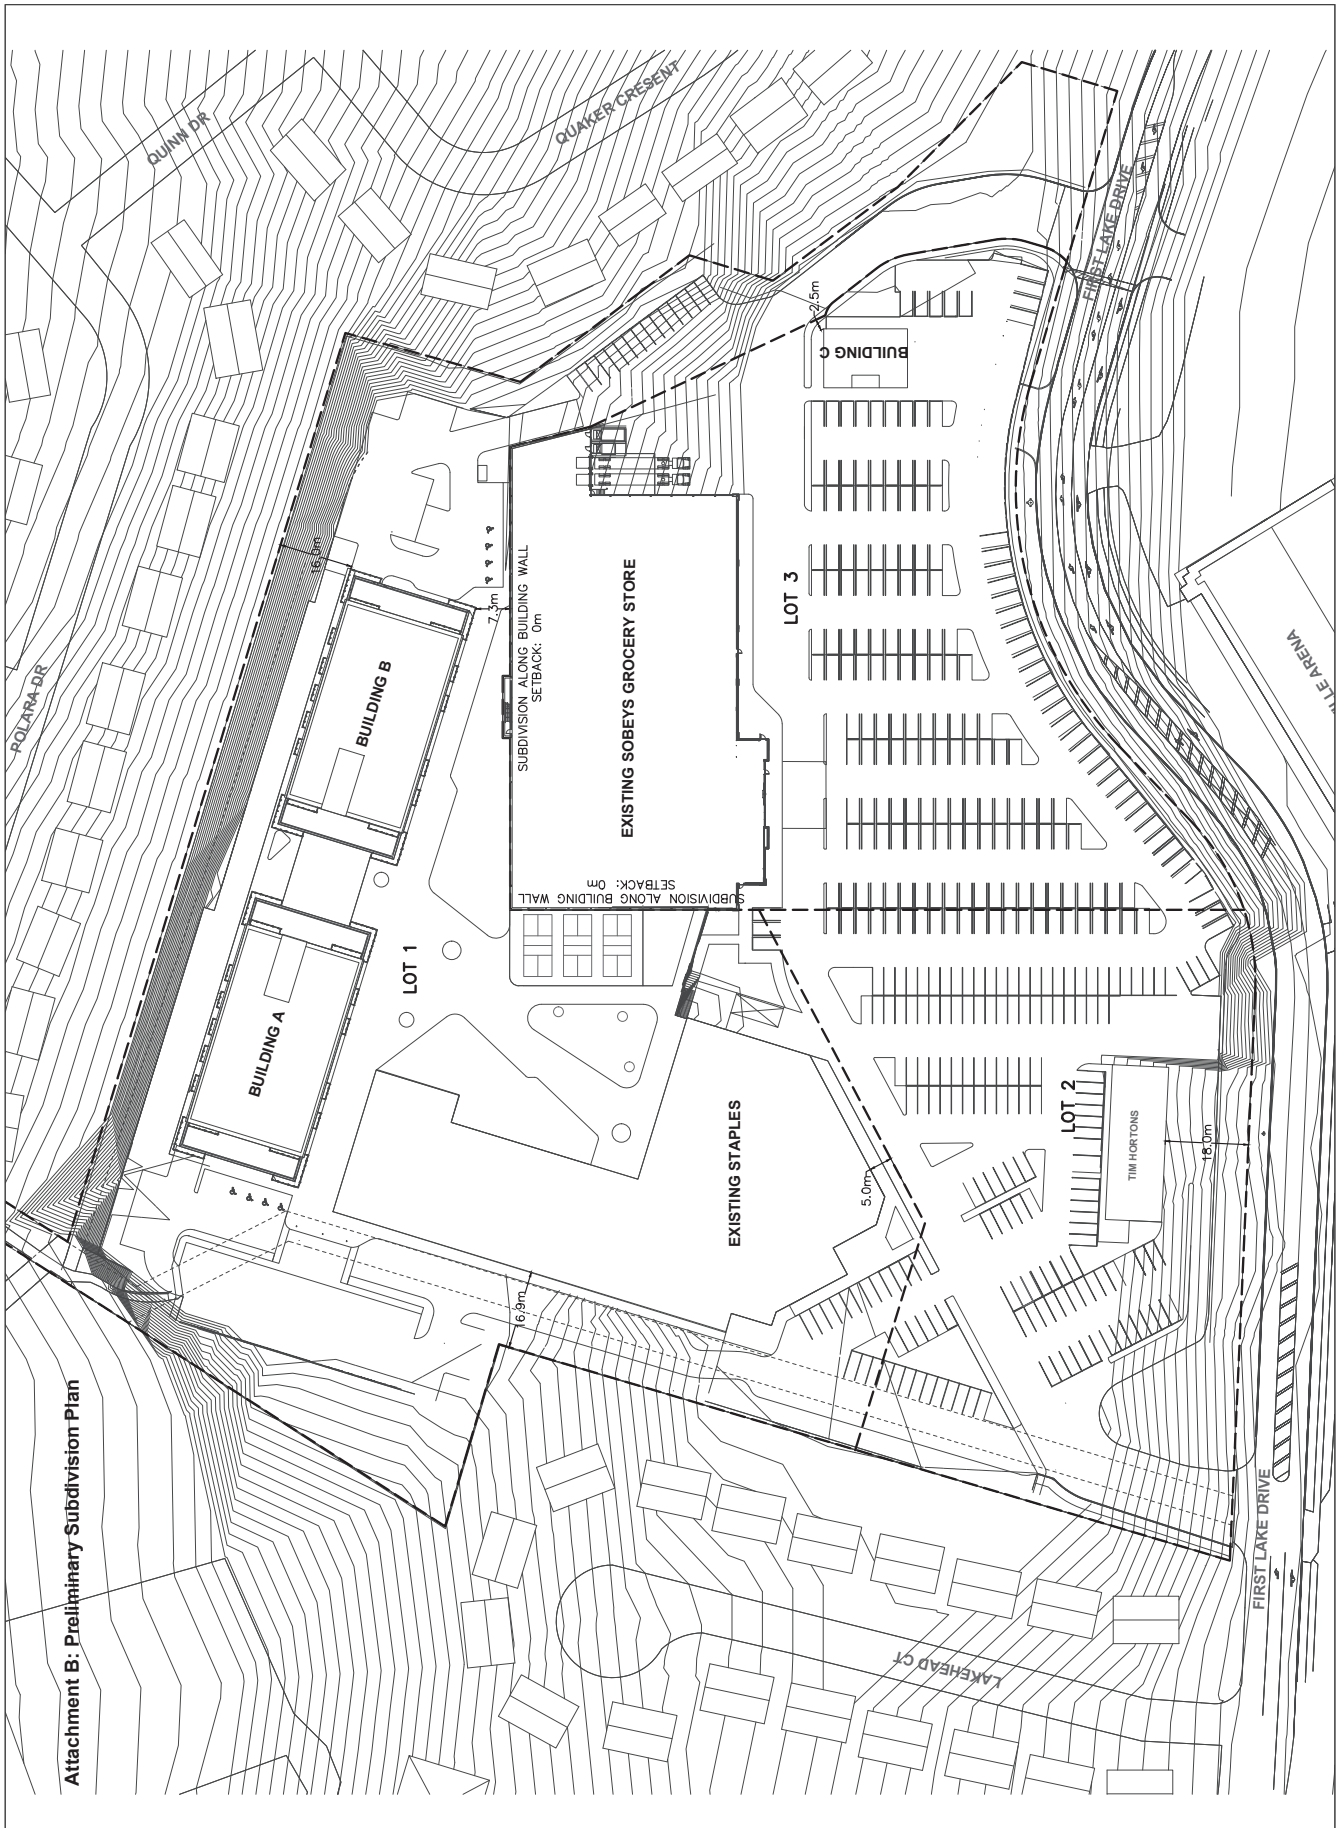 Attachment B: Preliminary Subdivision Plan
POLARA DR
QUINN DR
QUAKER CRESENT
16.0m
BUILDING A
BUILDING B
LOT 1
7.3m
SUBDIVISION ALONG BUILDING WALL
SETBACK: 0m
EXISTING SOBEYS GROCERY STORE
SUBDIVISION ALONG BUILDING WALL
SETBACK: 0m
16.9m
EXISTING STAPLES
LOT 3
2.5m
BUILDING C
5.0m
LOT 2
TIM HORTONS
18.0m
LAKEHEAD CT
FIRST LAKE DRIVE
FIRST LAKE DRIVE
LLE ARENA